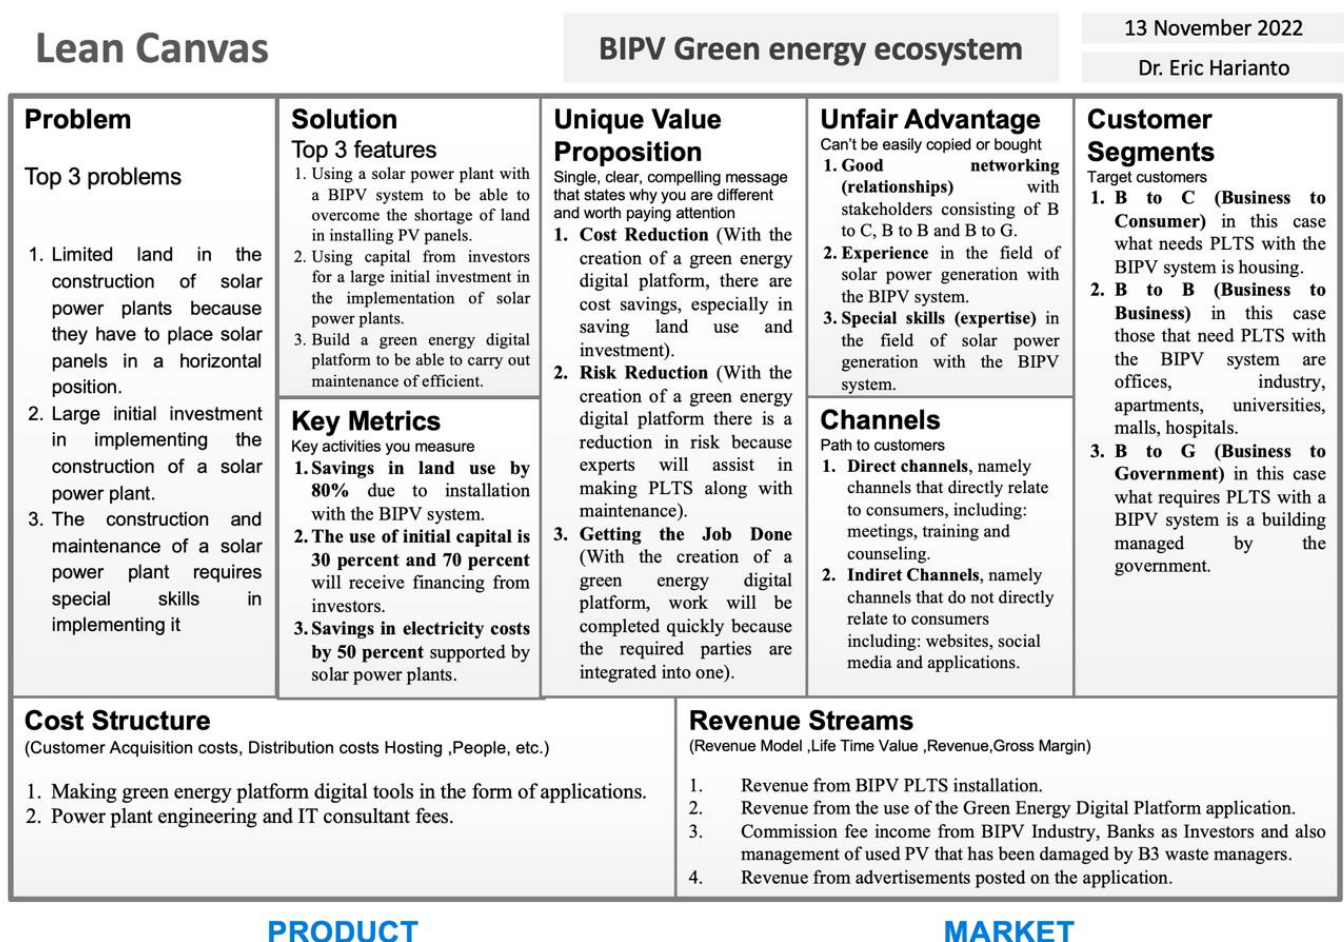 Lean Canvas
BIPV Green energy ecosystem
13 November 2022
Dr. Eric Harianto
Problem
Top 3 problems
1. Limited land in the
construction of solar
power plants because
they have to place solar
panels in a horizontal
position.
2. Large initial investment
in implementing the
construction of a solar
power plant.
3. The construction and
maintenance of a solar
power plant requires
special skills in
implementing it
Solution
Top 3 features
1. Using a solar power plant with
a BIPV system to be able to
overcome the shortage of land
in installing PV panels.
2. Using capital from investors
for a large initial investment in
the implementation of solar
power plants.
3. Build a green energy digital
platform to be able to carry out
maintenance of efficient.
Key Metrics
Key activities you measure
1. Savings in land use by
80% due to installation
with the BIPV system.
2. The use of initial capital is
30 percent and 70 percent
will receive financing from
investors.
3. Savings in electricity costs
by 50 percent supported by
solar power plants.
Unique Value
Proposition
Single, clear, compelling message
that states why you are different
and worth paying attention
1. Cost Reduction (With the
creation of a green energy
digital platform, there are
cost savings, especially in
saving land use and
investment).
2. Risk Reduction (With the
creation of a green energy
digital platform there is a
reduction in risk because
experts will assist in
making PLTS along with
maintenance).
3. Getting the Job Done
(With the creation of a
green energy digital
platform, work will be
completed quickly because
the required parties are
integrated into one).
Unfair Advantage
Can't be easily copied or bought
1. Good networking
(relationships) with
stakeholders consisting of B
to C, B to B and B to G.
2. Experience in the field of
solar power generation with
the BIPV system.
3. Special skills (expertise) in
the field of solar power
generation with the BIPV
system.
Channels
Path to customers
1. Direct channels, namely
channels that directly relate
to consumers, including:
meetings, training and
counseling.
2. Indiret Channels, namely
channels that do not directly
relate to consumers
including: websites, social
media and applications.
Customer
Segments
Target customers
1. B to C (Business to
Consumer) in this case
what needs PLTS with the
BIPV system is housing.
2. B to B (Business to
Business) in this case
those that need PLTS with
the BIPV system are
offices, industry,
apartments, universities,
malls, hospitals.
3. B to G (Business to
Government) in this case
what requires PLTS with a
BIPV system is a building
managed by the
government.
Cost Structure
(Customer Acquisition costs, Distribution costs Hosting ,People, etc.)
1. Making green energy platform digital tools in the form of applications.
2. Power plant engineering and IT consultant fees.
Revenue Streams
(Revenue Model ,Life Time Value ,Revenue,Gross Margin)
1. Revenue from BIPV PLTS installation.
2. Revenue from the use of the Green Energy Digital Platform application.
3. Commission fee income from BIPV Industry, Banks as Investors and also
management of used PV that has been damaged by B3 waste managers.
4. Revenue from advertisements posted on the application.
PRODUCT
MARKET